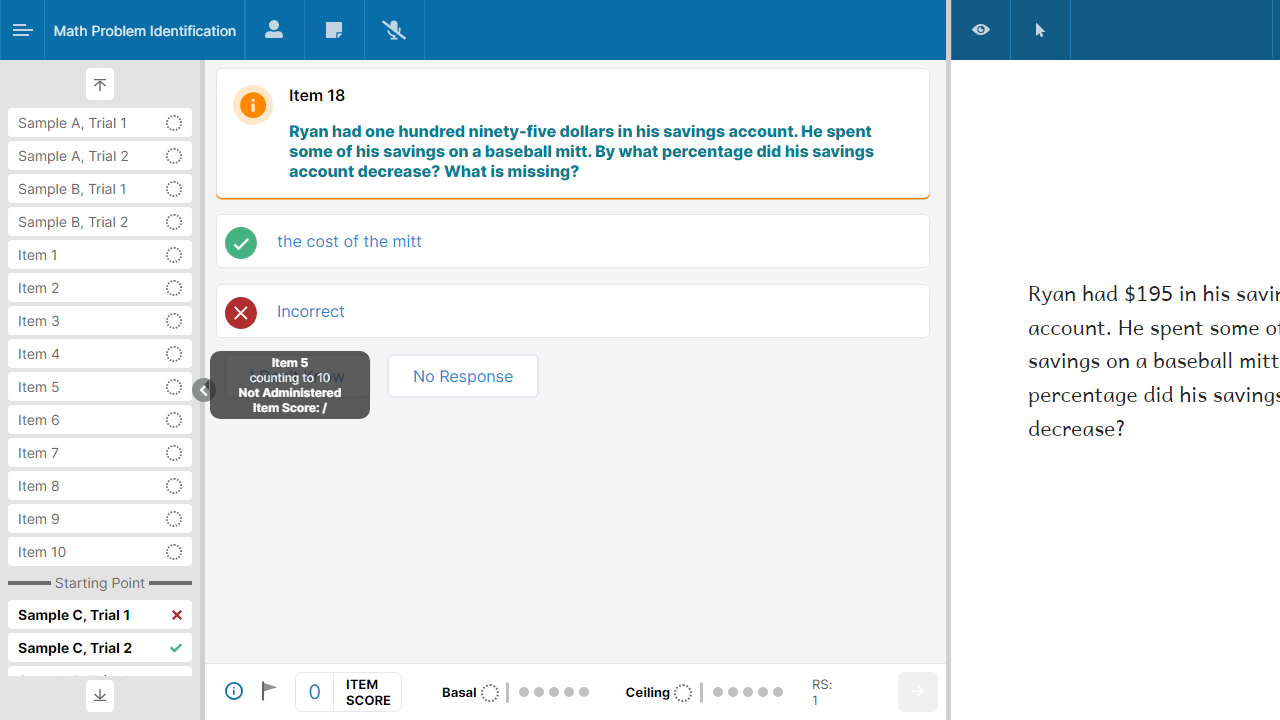 Math Problem Identification
Sample A, Trial 1
Sample A, Trial 2
Sample B, Trial 1
Sample B, Trial 2
Item 1
Item 2
Item 3
Item 4
Item 5
Item 6
Item 7
Item 8
Item 9
Item 10
Starting Point
Sample C, Trial 1
Sample C, Trial 2
Item 18
Ryan had one hundred ninety-five dollars in his savings account. He spent
some of his savings on a baseball mitt. By what percentage did his savings
account decrease? What is missing?
the cost of the mitt
Incorrect
Item 5
counting to 10
Not Administered
Item Score: /
No Response
0
ITEM
SCORE
Basal
Ceiling
RS:
1
Ryan had $195 in his
account. He spent some
savings on a baseball mitt
percentage did his savings
decrease?